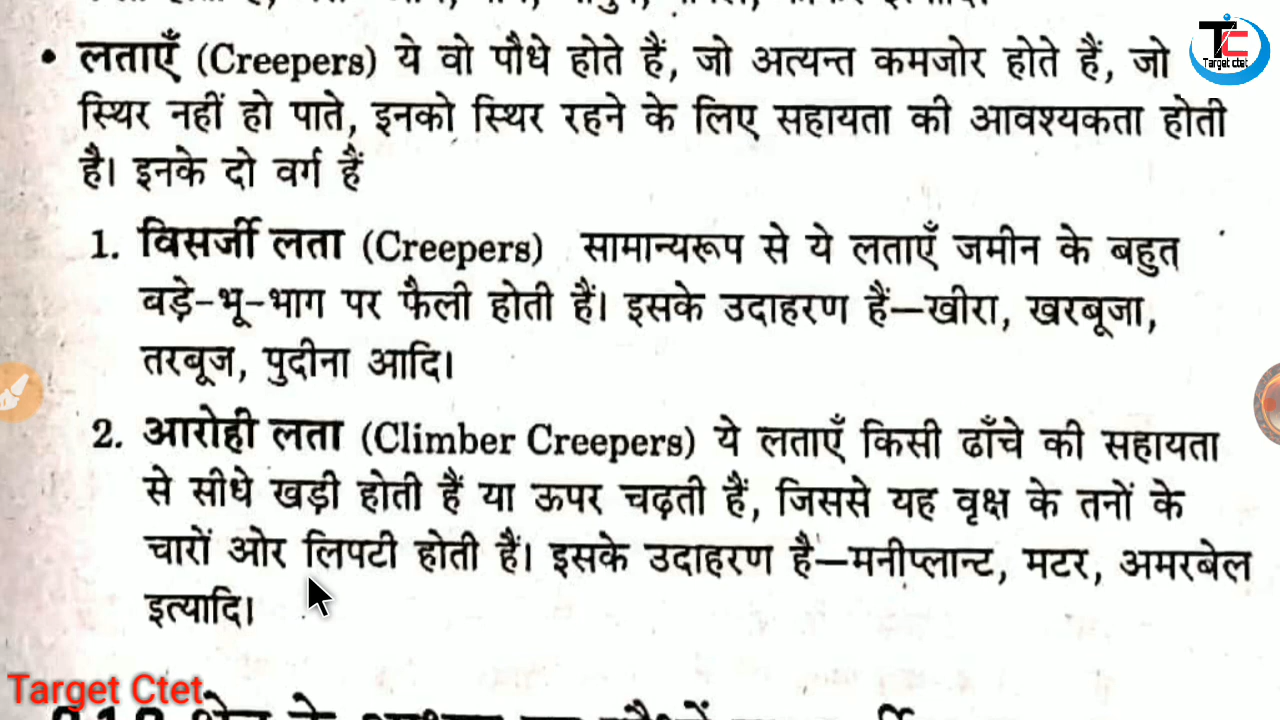 • लताएँ (Creepers) ये वो पौधे होते हैं, जो अत्यन्त कमजोर होते हैं, जो
स्थिर नहीं हो पाते, इनको स्थिर रहने के लिए सहायता की आवश्यकता होती
है। इनके दो वर्ग हैं
1. विसर्जी लता (Creepers) सामान्यरूप से ये लताएँ जमीन के बहुत
बड़े-भू-भाग पर फैली होती हैं। इसके उदाहरण हैं—खीरा, खरबूजा,
तरबूज, पुदीना आदि।
2. आरोही लता (Climber Creepers) ये लताएँ किसी ढाँचे की सहायता
से सीधे खड़ी होती हैं या ऊपर चढ़ती हैं, जिससे यह वृक्ष के तनों के
चारों ओर लिपटी होती हैं। इसके उदाहरण है—मनीप्लान्ट, मटर, अमरबेल
इत्यादि।
TC
Target ctet
Target Ctet